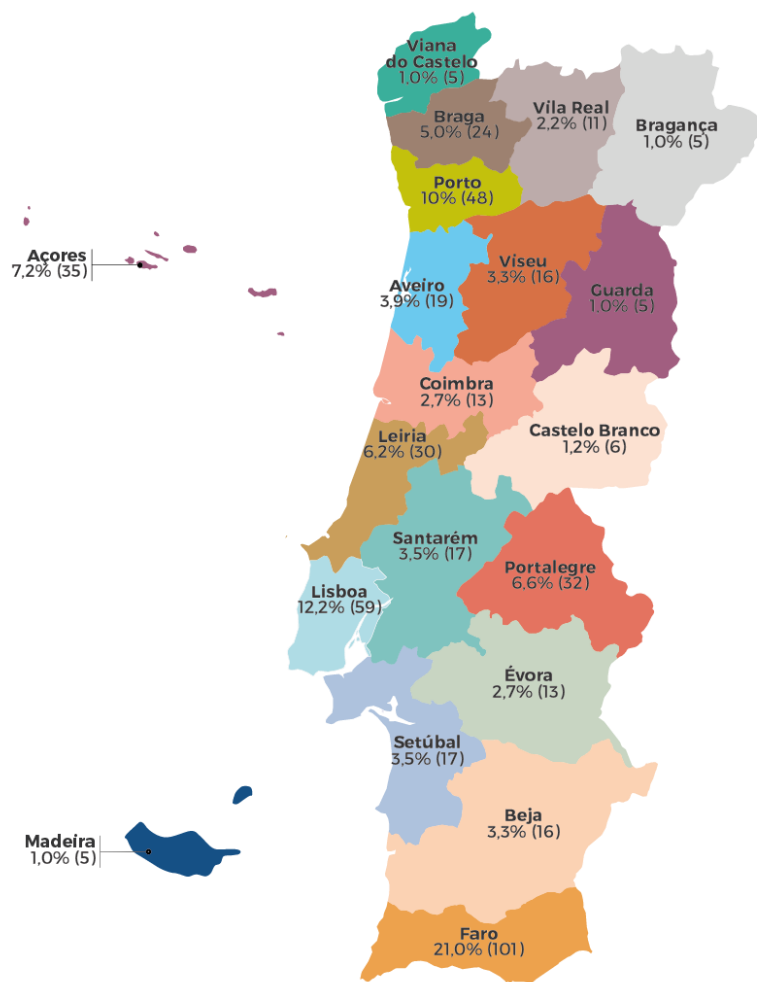 Viana
do Castelo
1,0% (5)
Braga
5,0% (24)
Vila Real
2,2% (11)
Bragança
1,0% (5)
Porto
10% (48)
Açores
7,2% (35)
Aveiro
3,9% (19)
Viseu
3,3% (16)
Guarda
1,0% (5)
Coimbra
2,7% (13)
Leiria
6,2% (30)
Castelo Branco
1,2% (6)
Santarém
3,5% (17)
Portalegre
6,6% (32)
Lisboa
12,2% (59)
Évora
2,7% (13)
Setúbal
3,5% (17)
Beja
3,3% (16)
Madeira
1,0% (5)
Faro
21,0% (101)